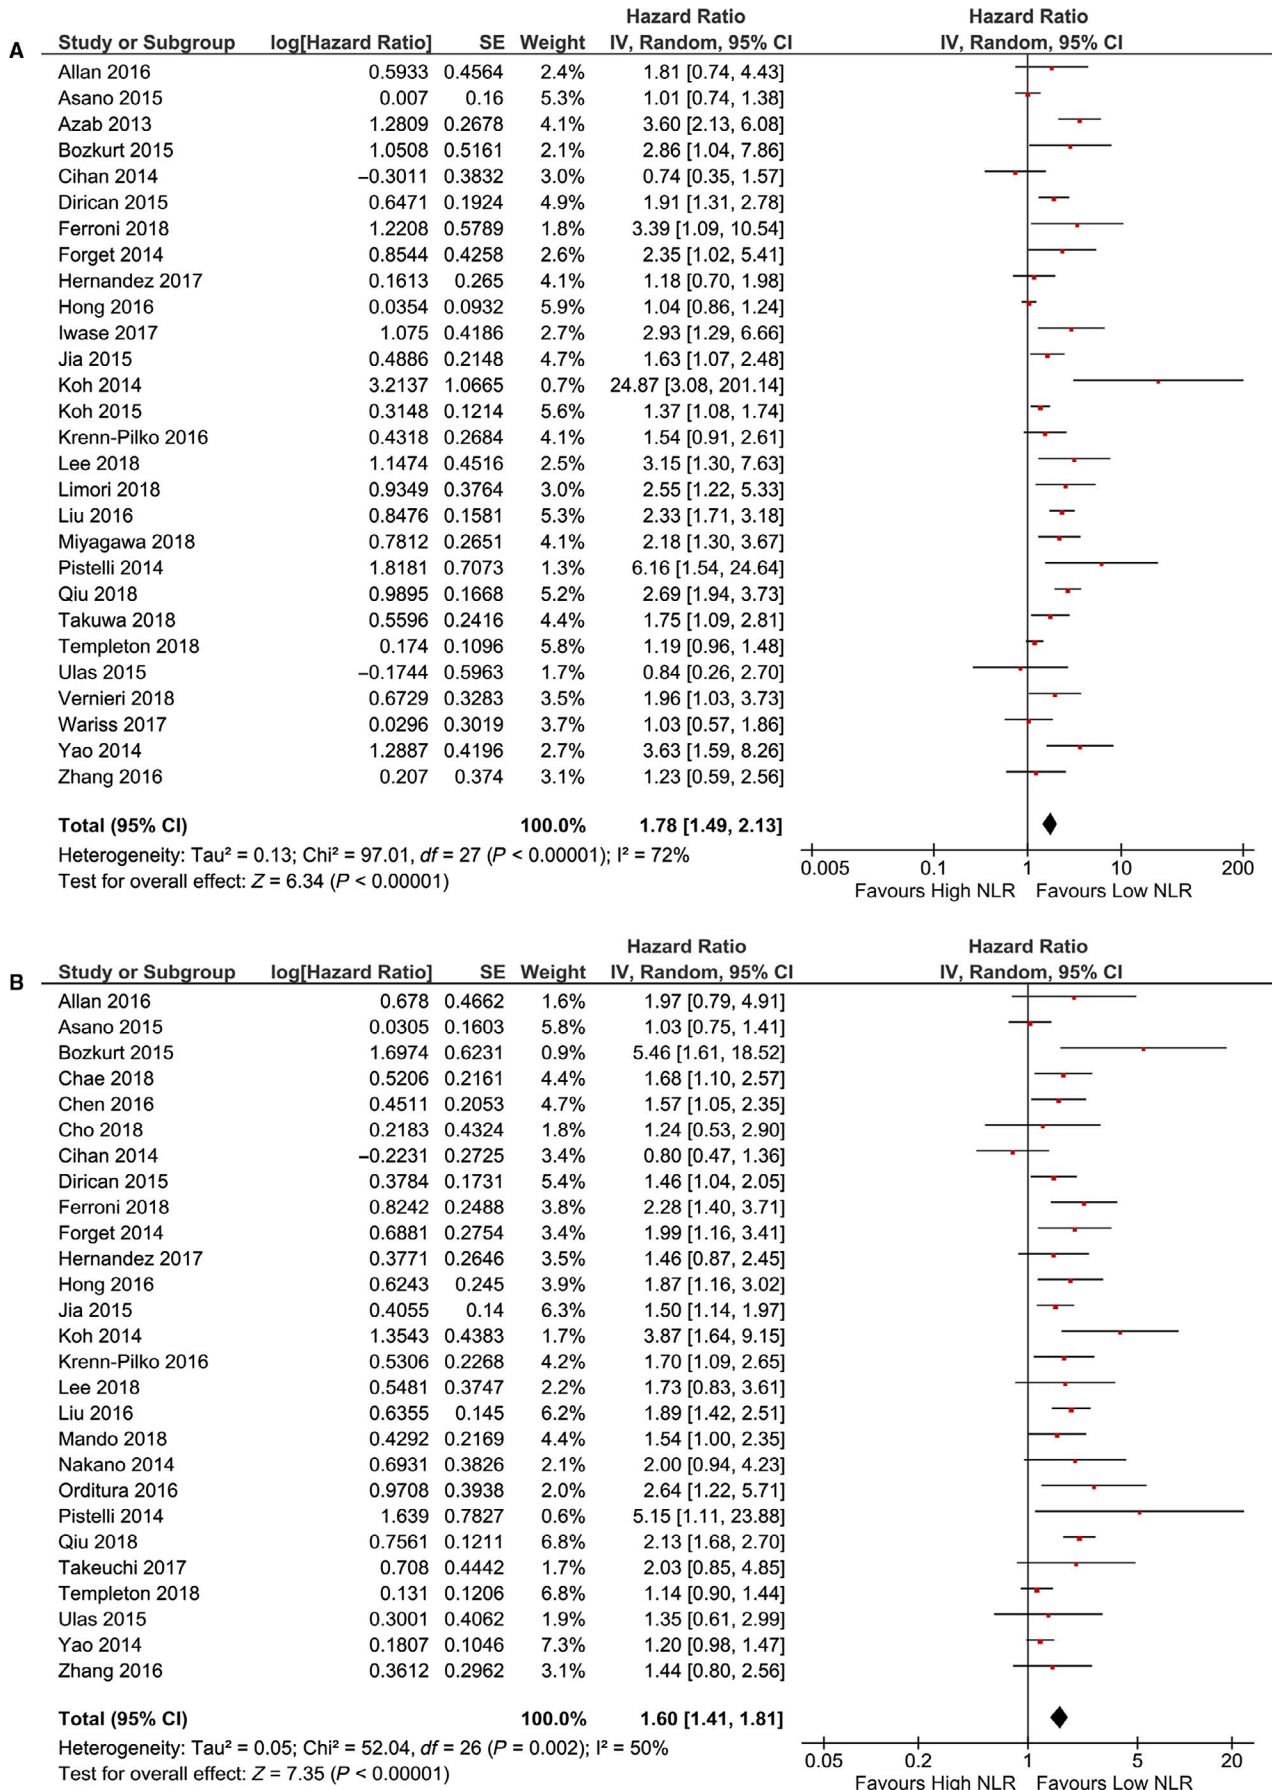 Hazard Ratio Hazard Ratio
A Study or Subgroup log[Hazard Ratio] SE Weight IV, Random, 95% CI IV, Random, 95% CI
Allan 2016 0.5933 0.4564 2.4% 1.81 [0.74, 4.43]
Asano 2015 0.007 0.16 5.3% 1.01 [0.74, 1.38]
Azab 2013 1.2809 0.2678 4.1% 3.60 [2.13, 6.08]
Bozkurt 2015 1.0508 0.5161 2.1% 2.86 [1.04, 7.86]
Cihan 2014 −0.3011 0.3832 3.0% 0.74 [0.35, 1.57]
Dirican 2015 0.6471 0.1924 4.9% 1.91 [1.31, 2.78]
Ferroni 2018 1.2208 0.5789 1.8% 3.39 [1.09, 10.54]
Forget 2014 0.8544 0.4258 2.6% 2.35 [1.02, 5.41]
Hernandez 2017 0.1613 0.265 4.1% 1.18 [0.70, 1.98]
Hong 2016 0.0354 0.0932 5.9% 1.04 [0.86, 1.24]
Iwase 2017 1.075 0.4186 2.7% 2.93 [1.29, 6.66]
Jia 2015 0.4886 0.2148 4.7% 1.63 [1.07, 2.48]
Koh 2014 3.2137 1.0665 0.7% 24.87 [3.08, 201.14]
Koh 2015 0.3148 0.1214 5.6% 1.37 [1.08, 1.74]
Krenn-Pilko 2016 0.4318 0.2684 4.1% 1.54 [0.91, 2.61]
Lee 2018 1.1474 0.4516 2.5% 3.15 [1.30, 7.63]
Limori 2018 0.9349 0.3764 3.0% 2.55 [1.22, 5.33]
Liu 2016 0.8476 0.1581 5.3% 2.33 [1.71, 3.18]
Miyagawa 2018 0.7812 0.2651 4.1% 2.18 [1.30, 3.67]
Pistelli 2014 1.8181 0.7073 1.3% 6.16 [1.54, 24.64]
Qiu 2018 0.9895 0.1668 5.2% 2.69 [1.94, 3.73]
Takuwa 2018 0.5596 0.2416 4.4% 1.75 [1.09, 2.81]
Templeton 2018 0.174 0.1096 5.8% 1.19 [0.96, 1.48]
Ulas 2015 −0.1744 0.5963 1.7% 0.84 [0.26, 2.70]
Vernieri 2018 0.6729 0.3283 3.5% 1.96 [1.03, 3.73]
Wariss 2017 0.0296 0.3019 3.7% 1.03 [0.57, 1.86]
Yao 2014 1.2887 0.4196 2.7% 3.63 [1.59, 8.26]
Zhang 2016 0.207 0.374 3.1% 1.23 [0.59, 2.56]
Total (95% CI) 100.0% 1.78 [1.49, 2.13]
Heterogeneity: Tau² = 0.13; Chi² = 97.01, df = 27 (P < 0.00001); I² = 72%
Test for overall effect: Z = 6.34 (P < 0.00001)
0.005 0.1 1 10 200
Favours High NLR Favours Low NLR
Hazard Ratio Hazard Ratio
B Study or Subgroup log[Hazard Ratio] SE Weight IV, Random, 95% CI IV, Random, 95% CI
Allan 2016 0.678 0.4662 1.6% 1.97 [0.79, 4.91]
Asano 2015 0.0305 0.1603 5.8% 1.03 [0.75, 1.41]
Bozkurt 2015 1.6974 0.6231 0.9% 5.46 [1.61, 18.52]
Chae 2018 0.5206 0.2161 4.4% 1.68 [1.10, 2.57]
Chen 2016 0.4511 0.2053 4.7% 1.57 [1.05, 2.35]
Cho 2018 0.2183 0.4324 1.8% 1.24 [0.53, 2.90]
Cihan 2014 −0.2231 0.2725 3.4% 0.80 [0.47, 1.36]
Dirican 2015 0.3784 0.1731 5.4% 1.46 [1.04, 2.05]
Ferroni 2018 0.8242 0.2488 3.8% 2.28 [1.40, 3.71]
Forget 2014 0.6881 0.2754 3.4% 1.99 [1.16, 3.41]
Hernandez 2017 0.3771 0.2646 3.5% 1.46 [0.87, 2.45]
Hong 2016 0.6243 0.245 3.9% 1.87 [1.16, 3.02]
Jia 2015 0.4055 0.14 6.3% 1.50 [1.14, 1.97]
Koh 2014 1.3543 0.4383 1.7% 3.87 [1.64, 9.15]
Krenn-Pilko 2016 0.5306 0.2268 4.2% 1.70 [1.09, 2.65]
Lee 2018 0.5481 0.3747 2.2% 1.73 [0.83, 3.61]
Liu 2016 0.6355 0.145 6.2% 1.89 [1.42, 2.51]
Mando 2018 0.4292 0.2169 4.4% 1.54 [1.00, 2.35]
Nakano 2014 0.6931 0.3826 2.1% 2.00 [0.94, 4.23]
Orditura 2016 0.9708 0.3938 2.0% 2.64 [1.22, 5.71]
Pistelli 2014 1.639 0.7827 0.6% 5.15 [1.11, 23.88]
Qiu 2018 0.7561 0.1211 6.8% 2.13 [1.68, 2.70]
Takeuchi 2017 0.708 0.4442 1.7% 2.03 [0.85, 4.85]
Templeton 2018 0.131 0.1206 6.8% 1.14 [0.90, 1.44]
Ulas 2015 0.3001 0.4062 1.9% 1.35 [0.61, 2.99]
Yao 2014 0.1807 0.1046 7.3% 1.20 [0.98, 1.47]
Zhang 2016 0.3612 0.2962 3.1% 1.44 [0.80, 2.56]
Total (95% CI) 100.0% 1.60 [1.41, 1.81]
Heterogeneity: Tau² = 0.05; Chi² = 52.04, df = 26 (P = 0.002); I² = 50%
Test for overall effect: Z = 7.35 (P < 0.00001)
0.05 0.2 1 5 20
Favours High NLR Favours Low NLR